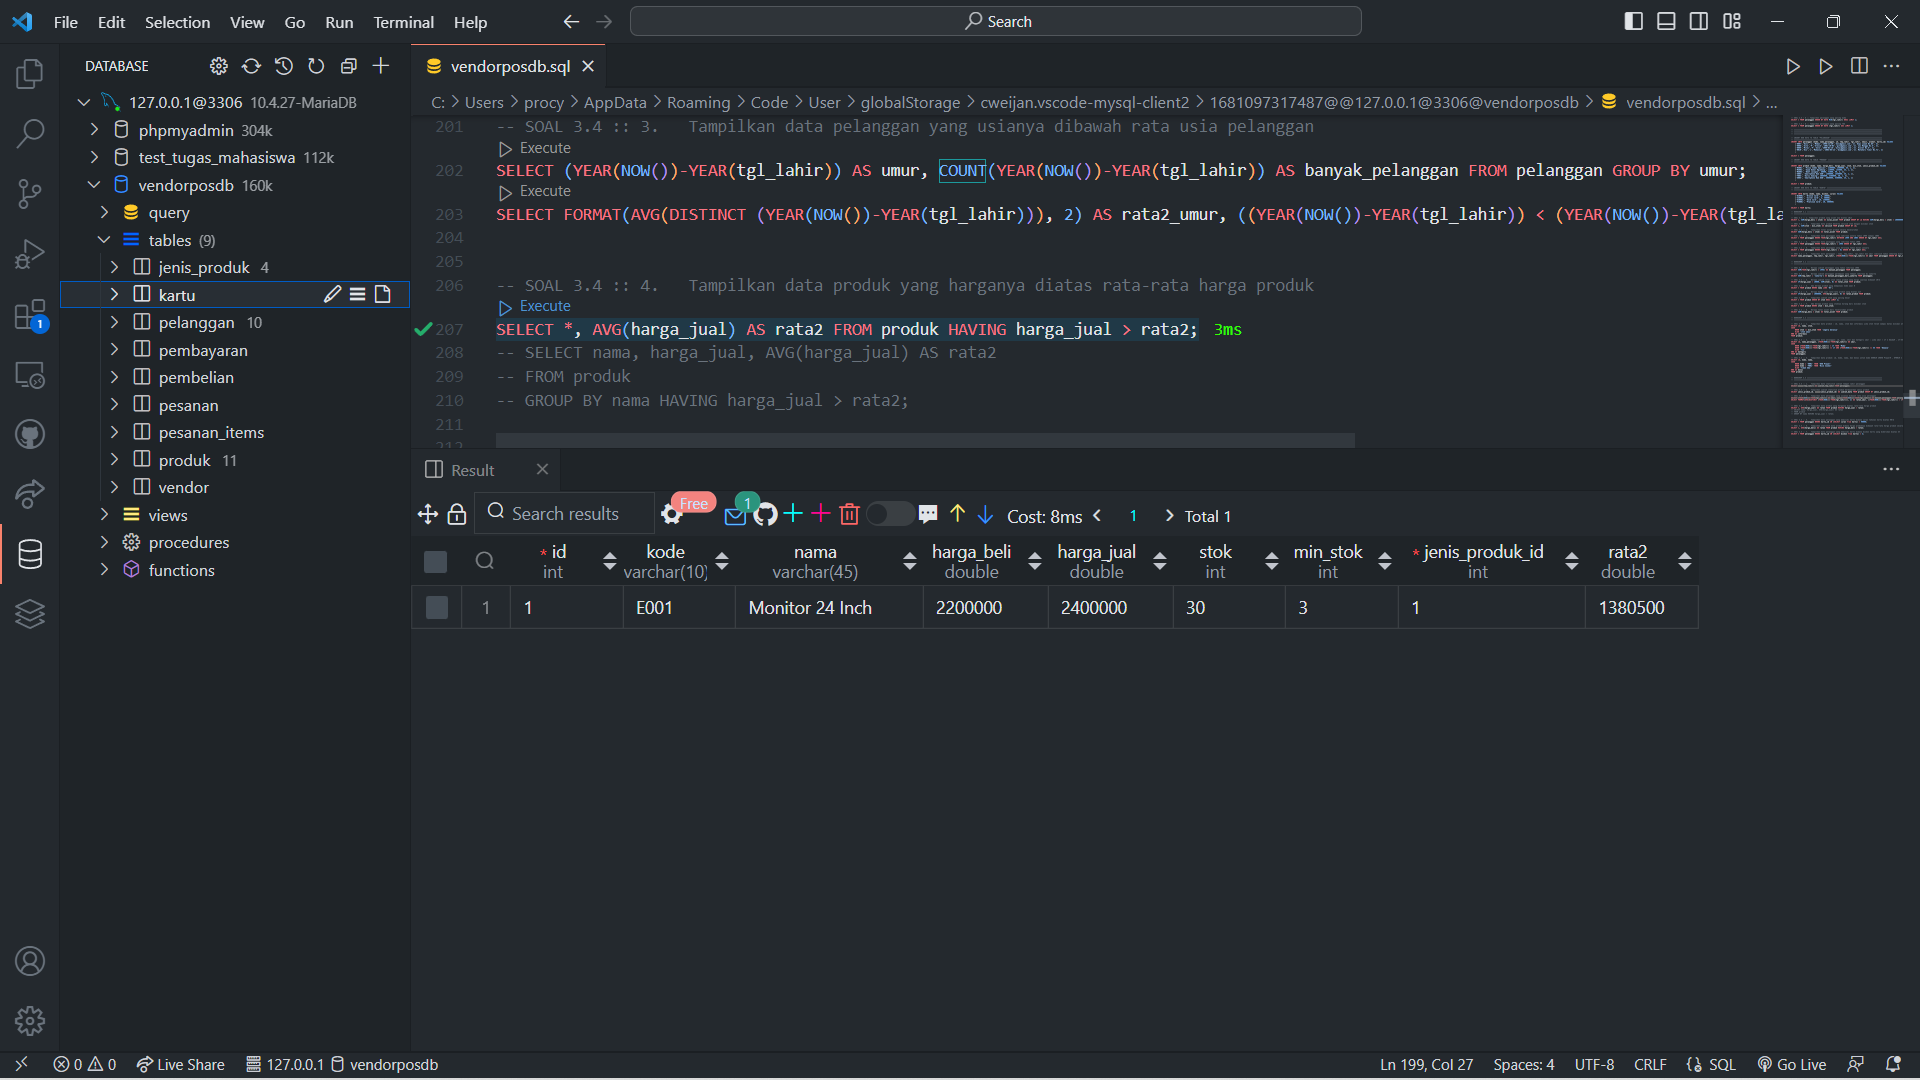 File Edit Selection View Go Run Terminal Help
Search
DATABASE
127.0.0.1@3306 10.4.27-MariaDB
phpmyadmin 304k
test_tugas_mahasiswa 112k
vendorposdb 160k
query
tables (9)
jenis_produk 4
kartu
pelanggan 10
pembayaran
pembelian
pesanan
pesanan_items
produk 11
vendor
views
procedures
functions
1
vendorposdb.sql
C: > Users > procy > AppData > Roaming > Code > User > globalStorage > cweijan.vscode-mysql-client2 > 1681097317487@@127.0.0.1@3306@vendorposdb > vendorposdb.sql > ...
201 -- SOAL 3.4 :: 3. Tampilkan data pelanggan yang usianya dibawah rata usia pelanggan
Execute
202 SELECT (YEAR(NOW())-YEAR(tgl_lahir)) AS umur, COUNT(YEAR(NOW())-YEAR(tgl_lahir)) AS banyak_pelanggan FROM pelanggan GROUP BY umur;
Execute
203 SELECT FORMAT(AVG(DISTINCT (YEAR(NOW())-YEAR(tgl_lahir))), 2) AS rata2_umur, ((YEAR(NOW())-YEAR(tgl_lahir)) < (YEAR(NOW())-YEAR(tgl_la
204
205
206 -- SOAL 3.4 :: 4. Tampilkan data produk yang harganya diatas rata-rata harga produk
Execute
207 SELECT *, AVG(harga_jual) AS rata2 FROM produk HAVING harga_jual > rata2; 3ms
208 -- SELECT nama, harga_jual, AVG(harga_jual) AS rata2
209 -- FROM produk
210 -- GROUP BY nama HAVING harga_jual > rata2;
211
212
Result
Search results Free 1 Cost: 8ms 1 Total 1
* id kode nama harga_beli harga_jual stok min_stok * jenis_produk_id rata2
int varchar(10) varchar(45) double double int int int double
1 1 E001 Monitor 24 Inch 2200000 2400000 30 3 1 1380500
0 0 Live Share 127.0.0.1 vendorposdb Ln 199, Col 27 Spaces: 4 UTF-8 CRLF SQL Go Live